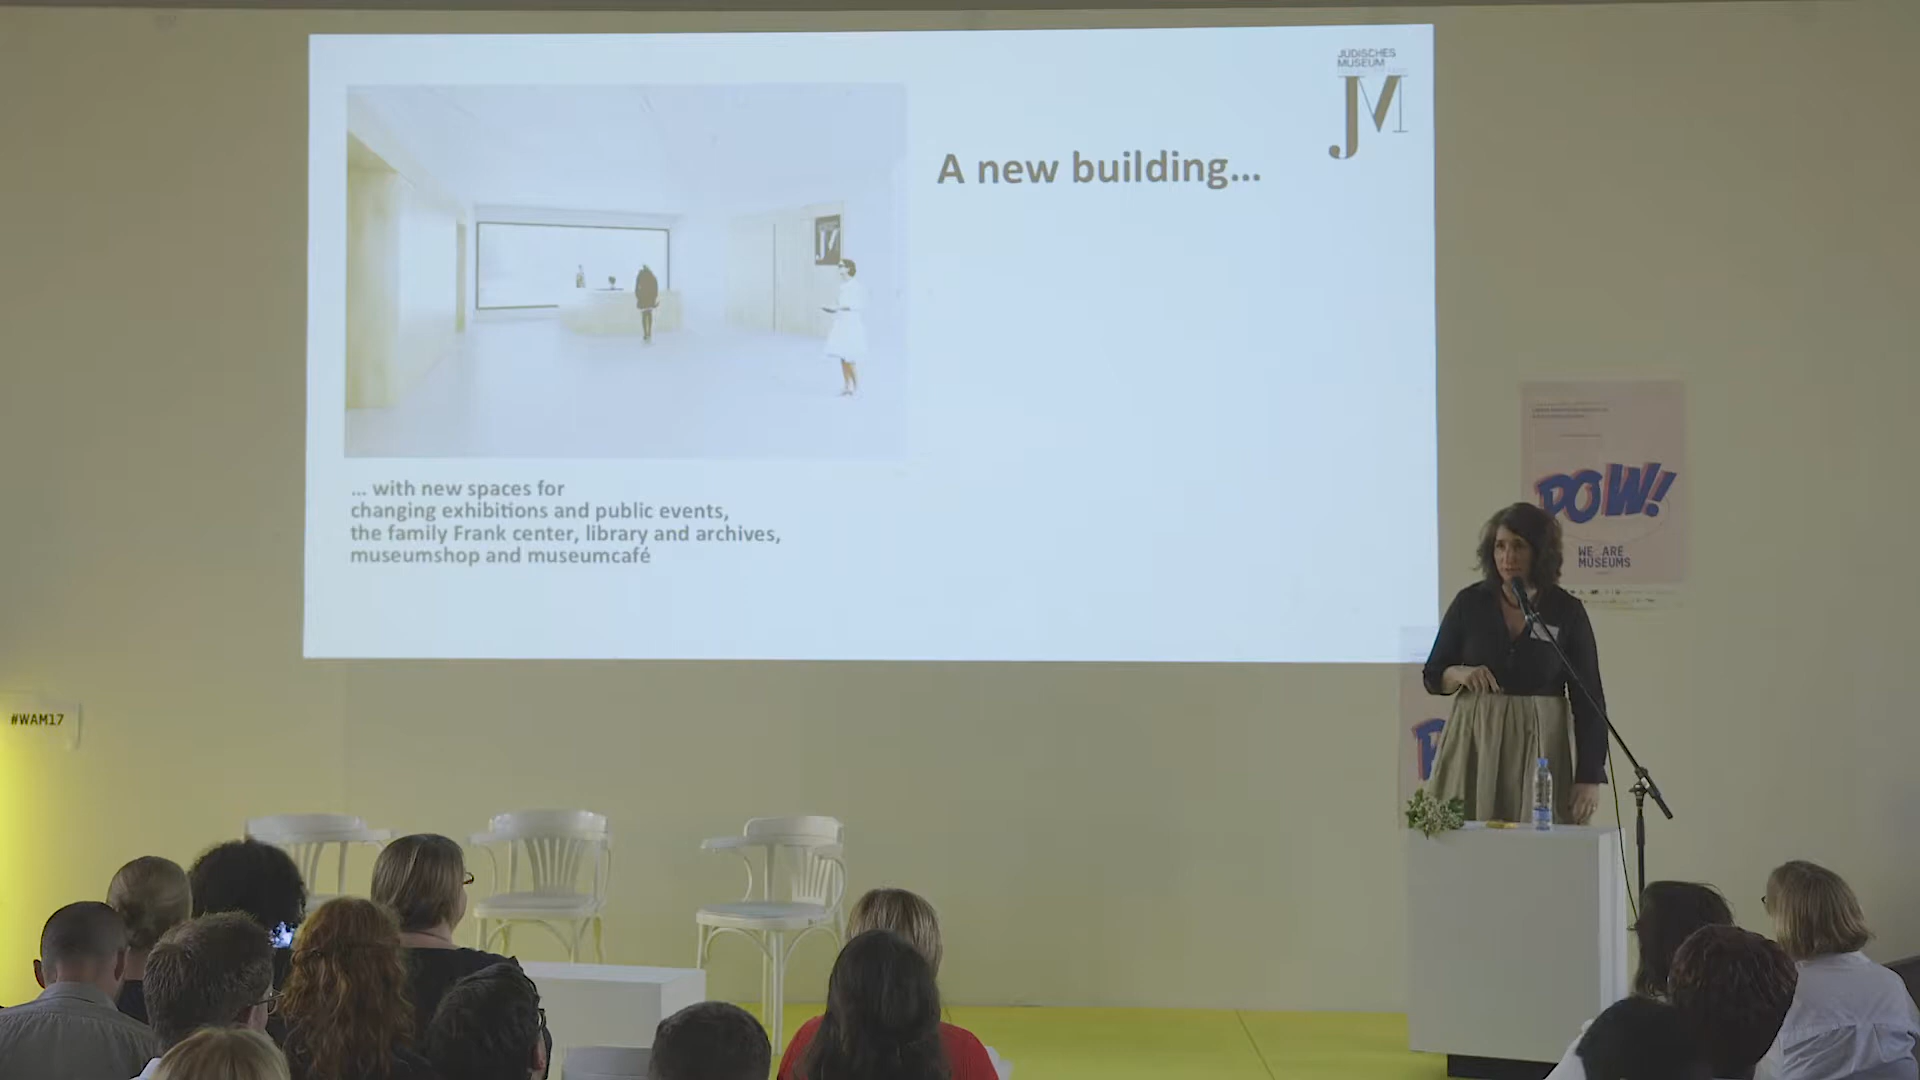 JÜDISCHES
MUSEUM
JM
A new building...
... with new spaces for
changing exhibitions and public events,
the family Frank center, library and archives,
museumshop and museumcafé
POW!
WE ARE
MUSEUMS
#WAM17